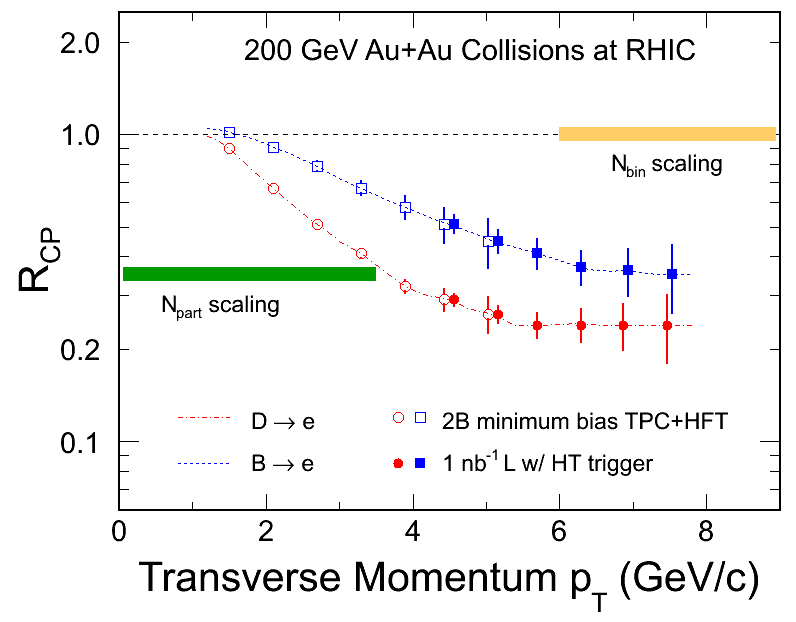 200 GeV Au+Au Collisions at RHIC
2.0
1.0
0.2
0.1
R_CP
N_bin scaling
N_part scaling
D → e
2B minimum bias TPC+HFT
B → e
1 nb⁻¹ L w/ HT trigger
0 2 4 6 8
Transverse Momentum p_T (GeV/c)